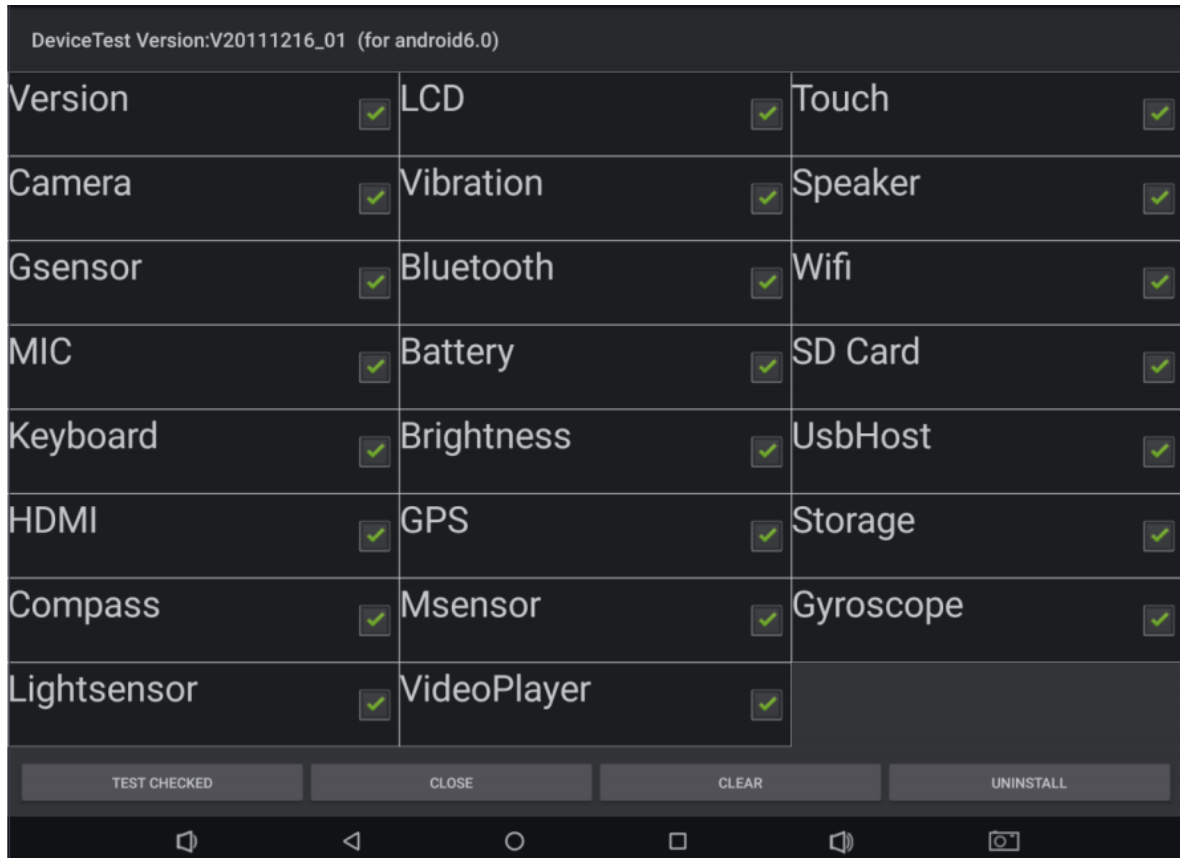 DeviceTest Version:V20111216_01 (for android6.0)
Version LCD Touch
Camera Vibration Speaker
Gsensor Bluetooth Wifi
MIC Battery SD Card
Keyboard Brightness UsbHost
HDMI GPS Storage
Compass Msensor Gyroscope
Lightsensor VideoPlayer
TEST CHECKED CLOSE CLEAR UNINSTALL